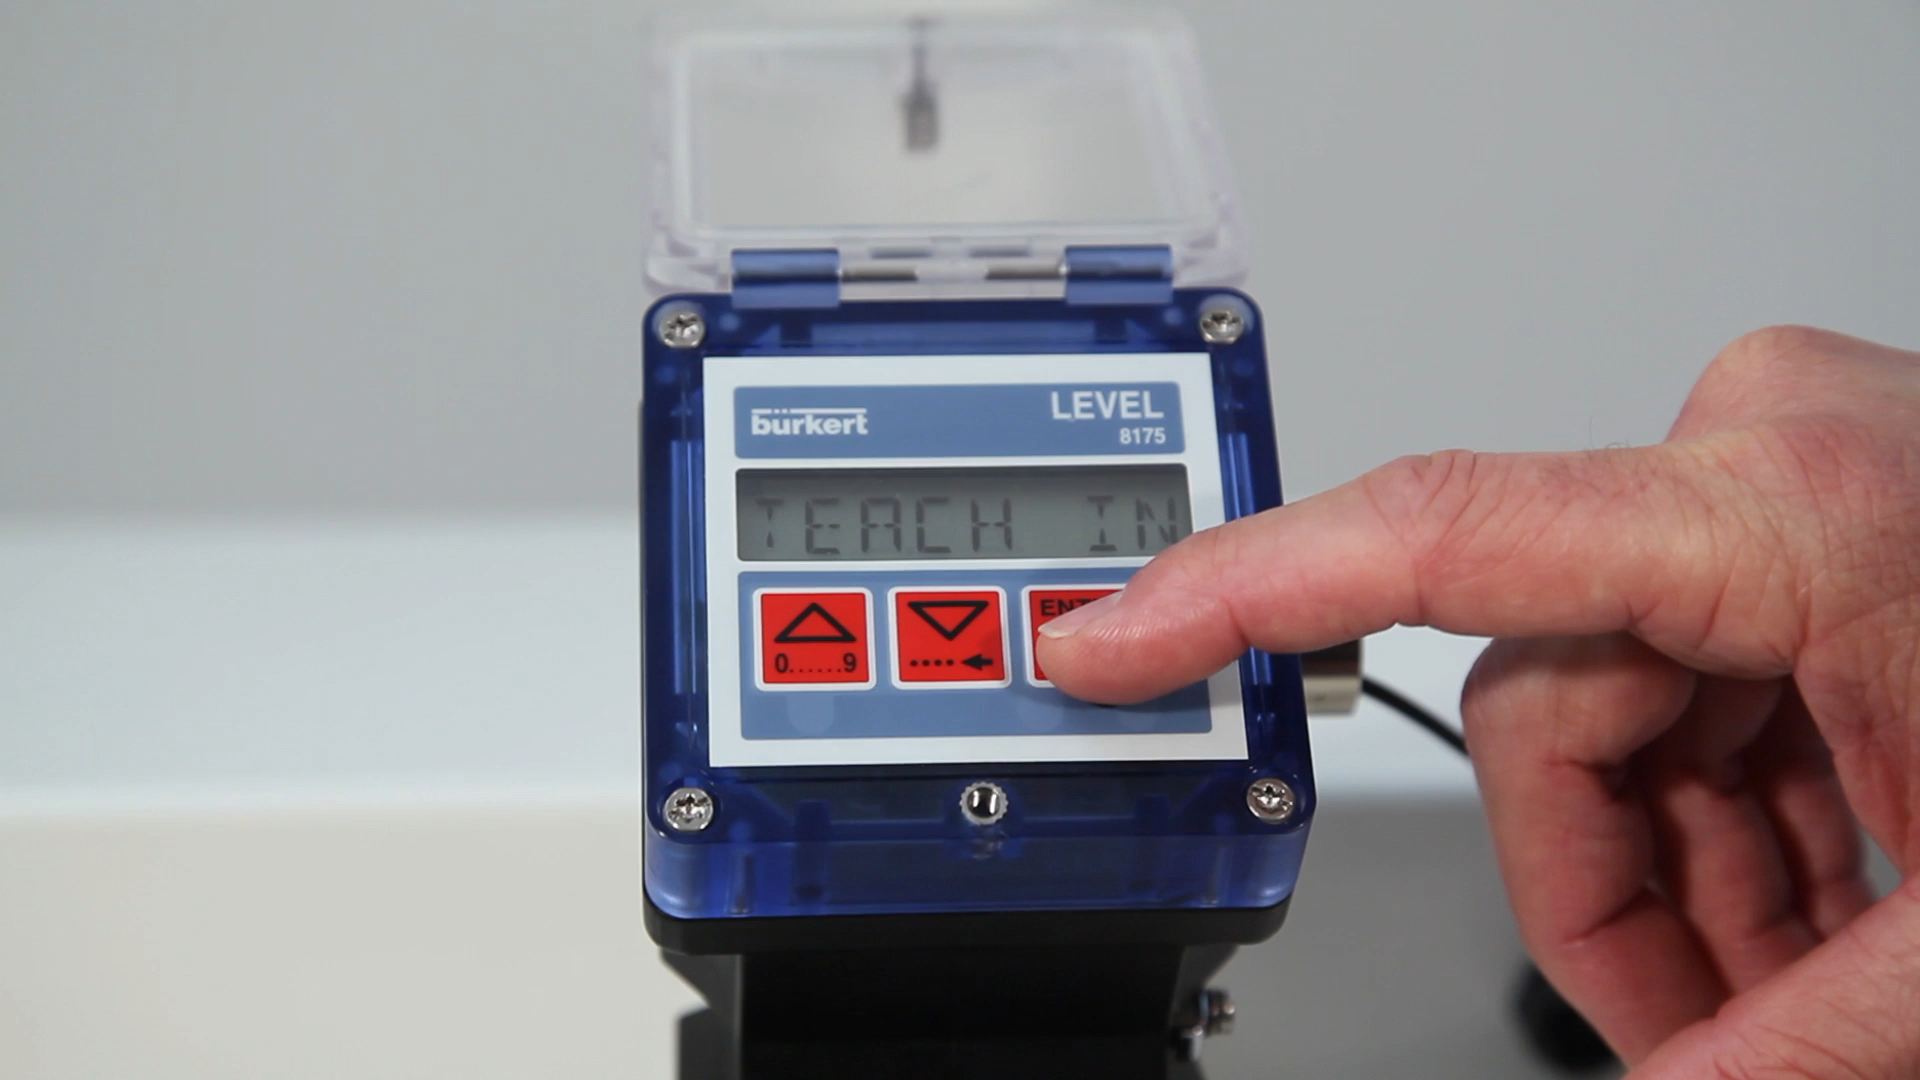 bürkert
LEVEL
8175
TEACH IN
0......9